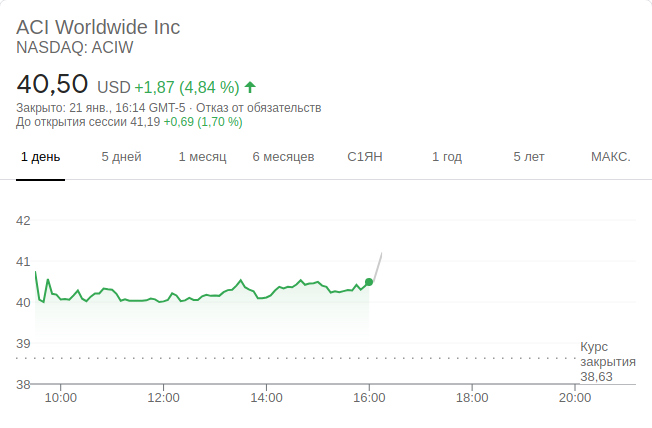 ACI Worldwide Inc
NASDAQ: ACIW
40,50 USD +1,87 (4,84 %)
Закрыто: 21 янв., 16:14 GMT-5 · Отказ от обязательств
До открытия сессии 41,19 +0,69 (1,70 %)
1 день 5 дней 1 месяц 6 месяцев С1ЯН 1 год 5 лет МАКС.
42
41
40
39
38
Курс
закрытия
38,63
10:00 12:00 14:00 16:00 18:00 20:00